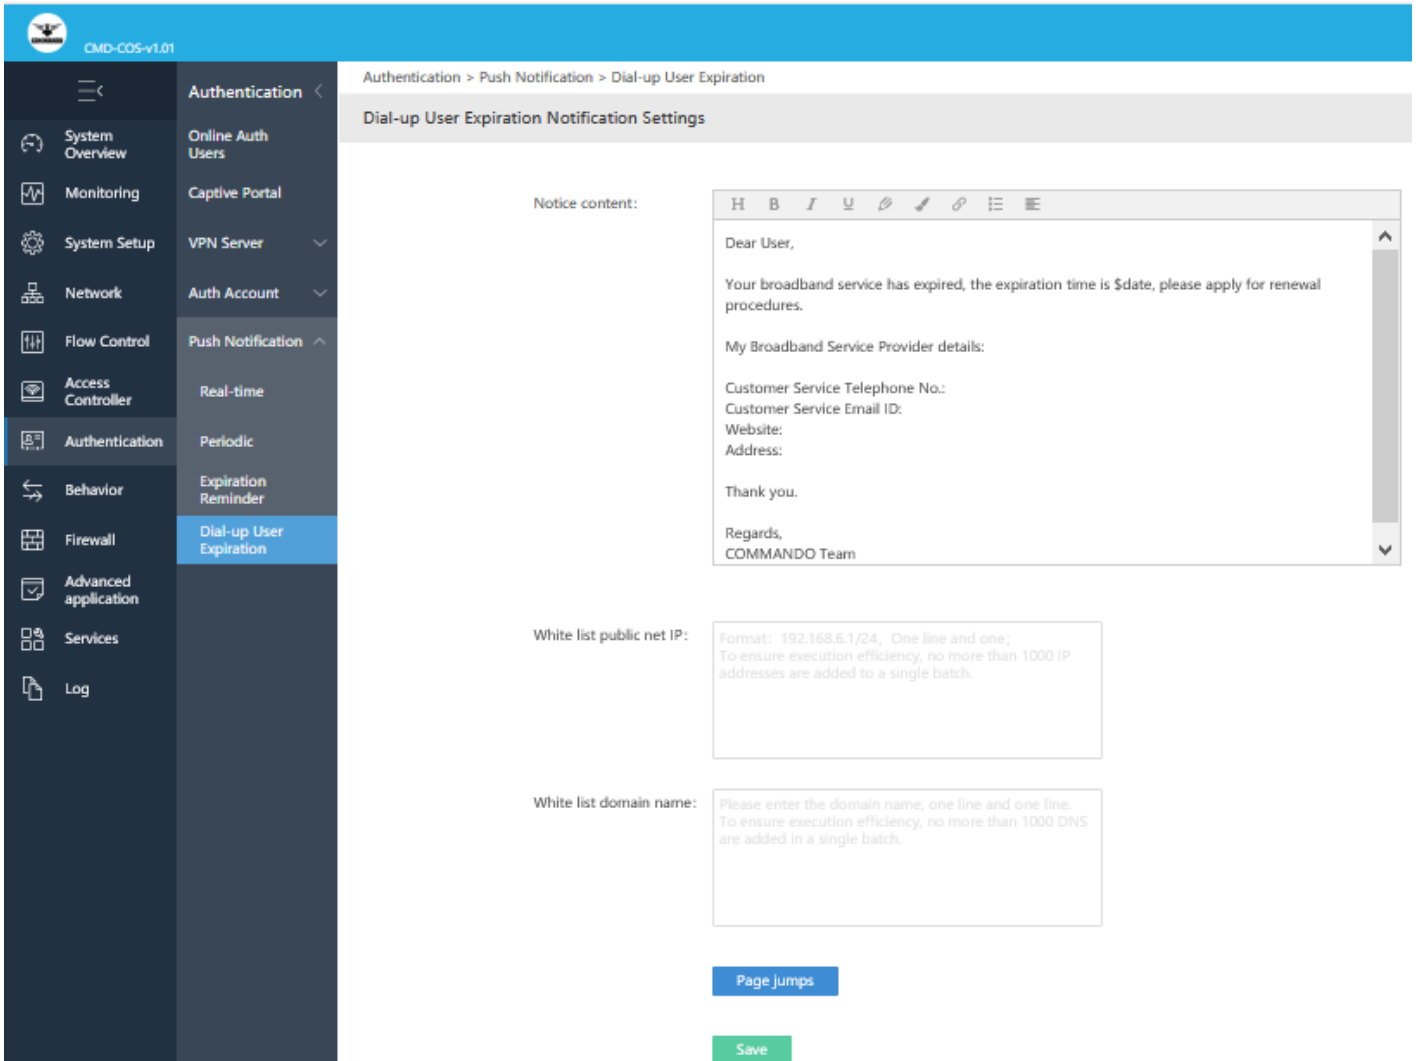 CMD-COS-v1.01
Authentication
Authentication > Push Notification > Dial-up User Expiration
Dial-up User Expiration Notification Settings
System
Overview
Monitoring
System Setup
Network
Flow Control
Access
Controller
Authentication
Behavior
Firewall
Advanced
application
Services
Log
Online Auth
Users
Captive Portal
VPN Server
Auth Account
Push Notification
Real-time
Periodic
Expiration
Reminder
Dial-up User
Expiration
Notice content:
H B I U
Dear User,
Your broadband service has expired, the expiration time is $date, please apply for renewal
procedures.
My Broadband Service Provider details:
Customer Service Telephone No.:
Customer Service Email ID:
Website:
Address:
Thank you.
Regards,
COMMANDO Team
White list public net IP:
Format: 192.168.6.1/24, One line and one;
To ensure execution efficiency, no more than 1000 IP
addresses are added to a single batch.
White list domain name:
Please enter the domain name, one line and one line.
To ensure execution efficiency, no more than 1000 DNS
are added in a single batch.
Page jumps
Save